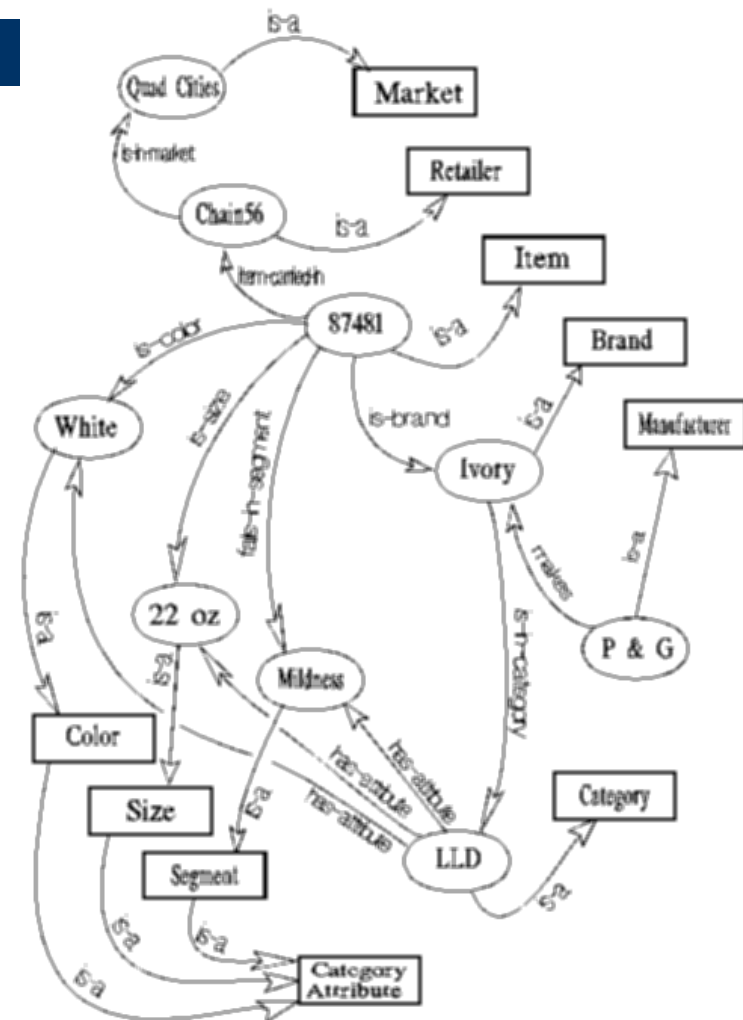 is-a
Quad Cities
Market
is-in-market
Retailer
Chain56
is-a
Item
item-carried-in
87481
is-a
is-color
Brand
is-size
is-brand
is-a
White
Manufacturer
falls-in-segment
Ivory
is-a
makes
22 oz
is-a
is-in-category
P & G
is-a
Mildness
Color
has-attribute
has-attribute
has-attribute
Category
Size
is-a
LLD
Segment
is-a
is-a
is-a
is-a
Category
Attribute